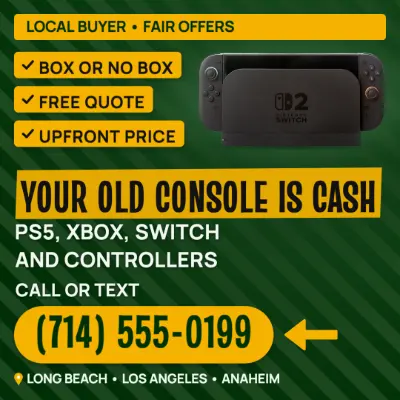 LOCAL BUYER • FAIR OFFERS
BOX OR NO BOX
FREE QUOTE
UPFRONT PRICE
2
NINTENDO
SWITCH
YOUR OLD CONSOLE IS CASH
PS5, XBOX, SWITCH
AND CONTROLLERS
CALL OR TEXT
(714) 555-0199
LONG BEACH • LOS ANGELES • ANAHEIM